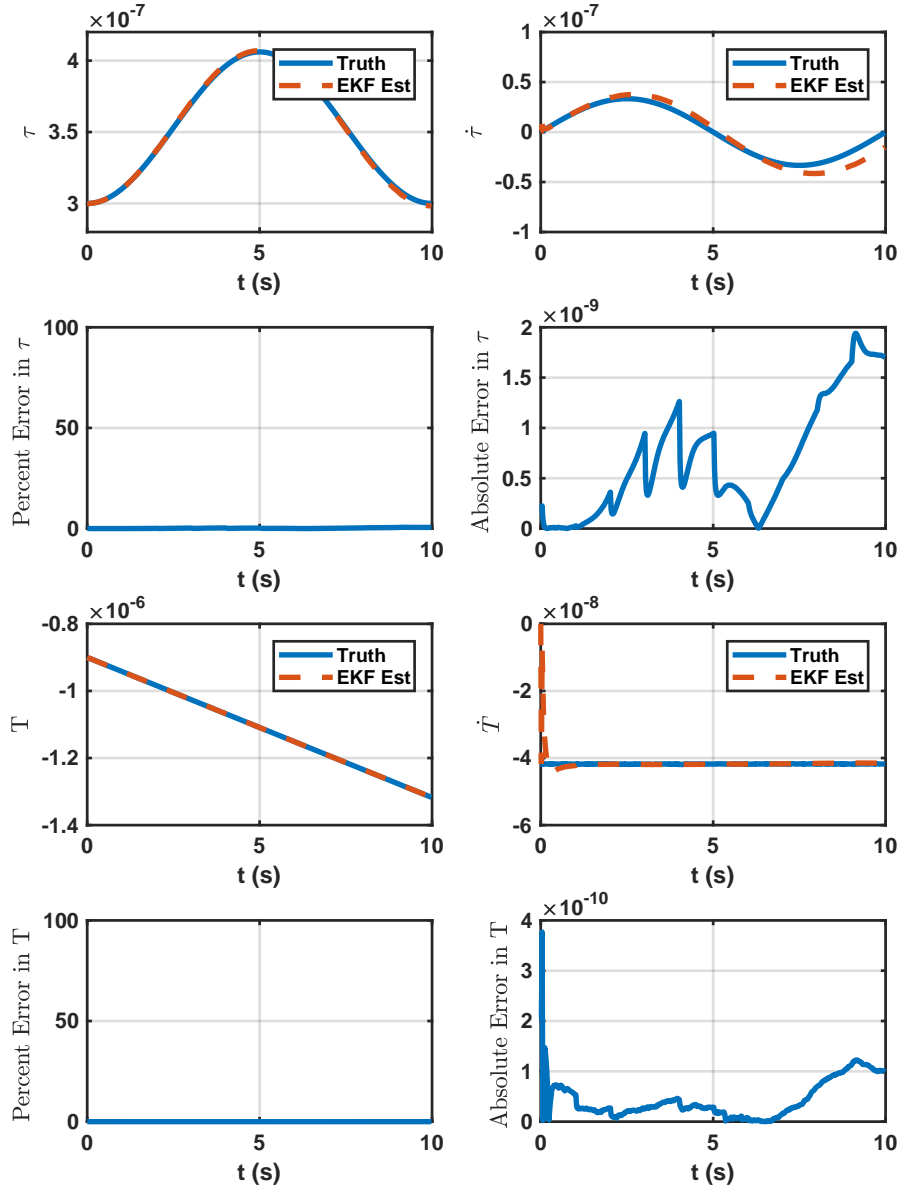 ×10-7
4
3.5
3
τ
0
5
10
t (s)
Truth
EKF Est
×10-7
1
0.5
0
-0.5
-1
τ̇
0
5
10
t (s)
Truth
EKF Est
100
50
0
Percent Error in τ
0
5
10
t (s)
×10-9
2
1.5
1
0.5
0
Absolute Error in τ
0
5
10
t (s)
×10-6
-0.8
-1
-1.2
-1.4
T
0
5
10
t (s)
Truth
EKF Est
×10-8
0
-2
-4
-6
Ṫ
0
5
10
t (s)
Truth
EKF Est
100
50
0
Percent Error in T
0
5
10
t (s)
×10-10
4
3
2
1
0
Absolute Error in T
0
5
10
t (s)